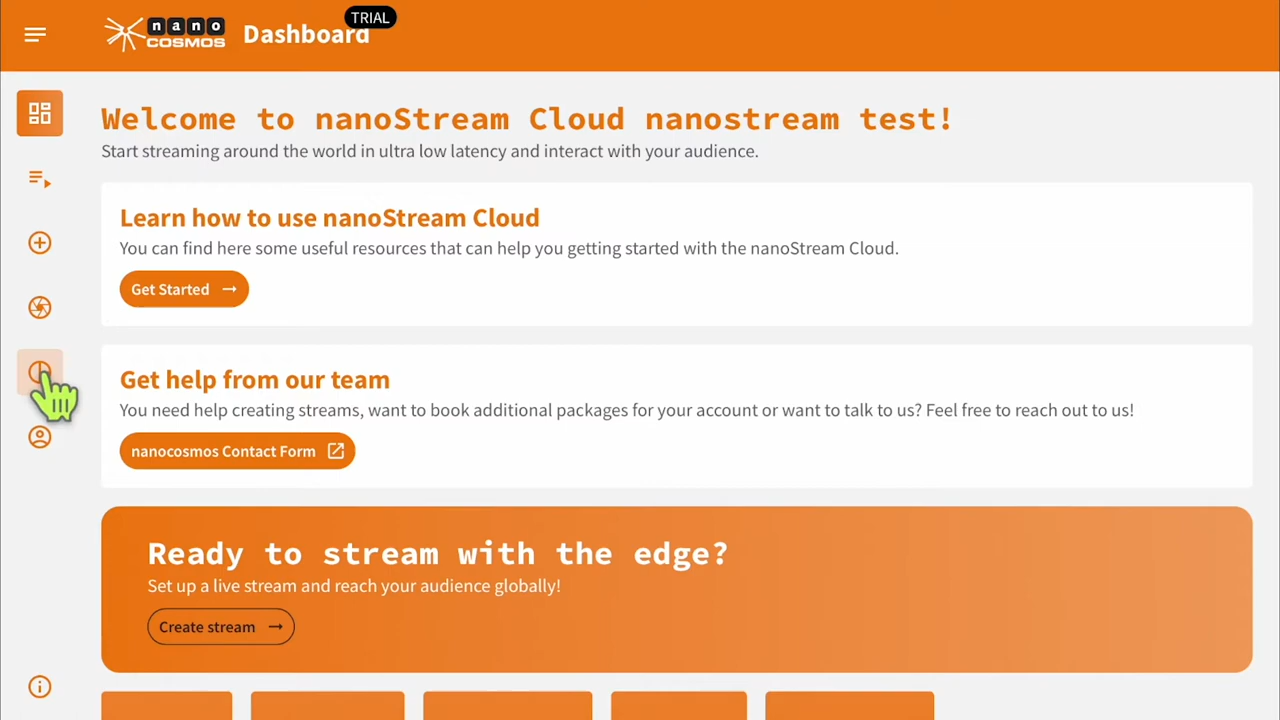 TRIAL
nano
COSMOS
Dashboard
Welcome to nanoStream Cloud nanostream test!
Start streaming around the world in ultra low latency and interact with your audience.
Learn how to use nanoStream Cloud
You can find here some useful resources that can help you getting started with the nanoStream Cloud.
Get Started →
Get help from our team
You need help creating streams, want to book additional packages for your account or want to talk to us? Feel free to reach out to us!
nanocosmos Contact Form
Ready to stream with the edge?
Set up a live stream and reach your audience globally!
Create stream →